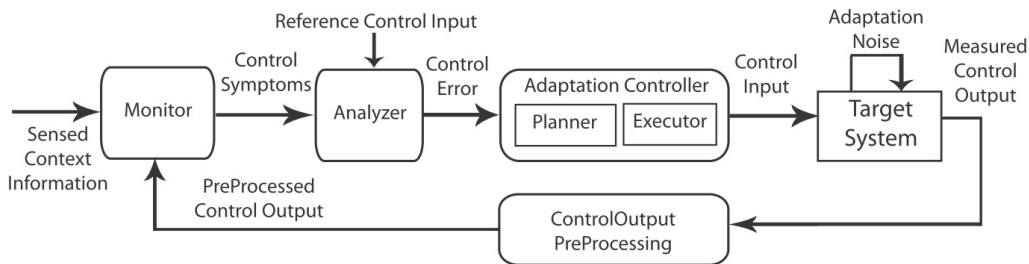 Reference Control Input
Adaptation
Noise
Measured
Control
Output
Control
Symptoms
Control
Error
Control
Input
Adaptation Controller
Monitor
Analyzer
Planner
Executor
Target
System
Sensed
Context
Information
PreProcessed
Control Output
ControlOutput
PreProcessing